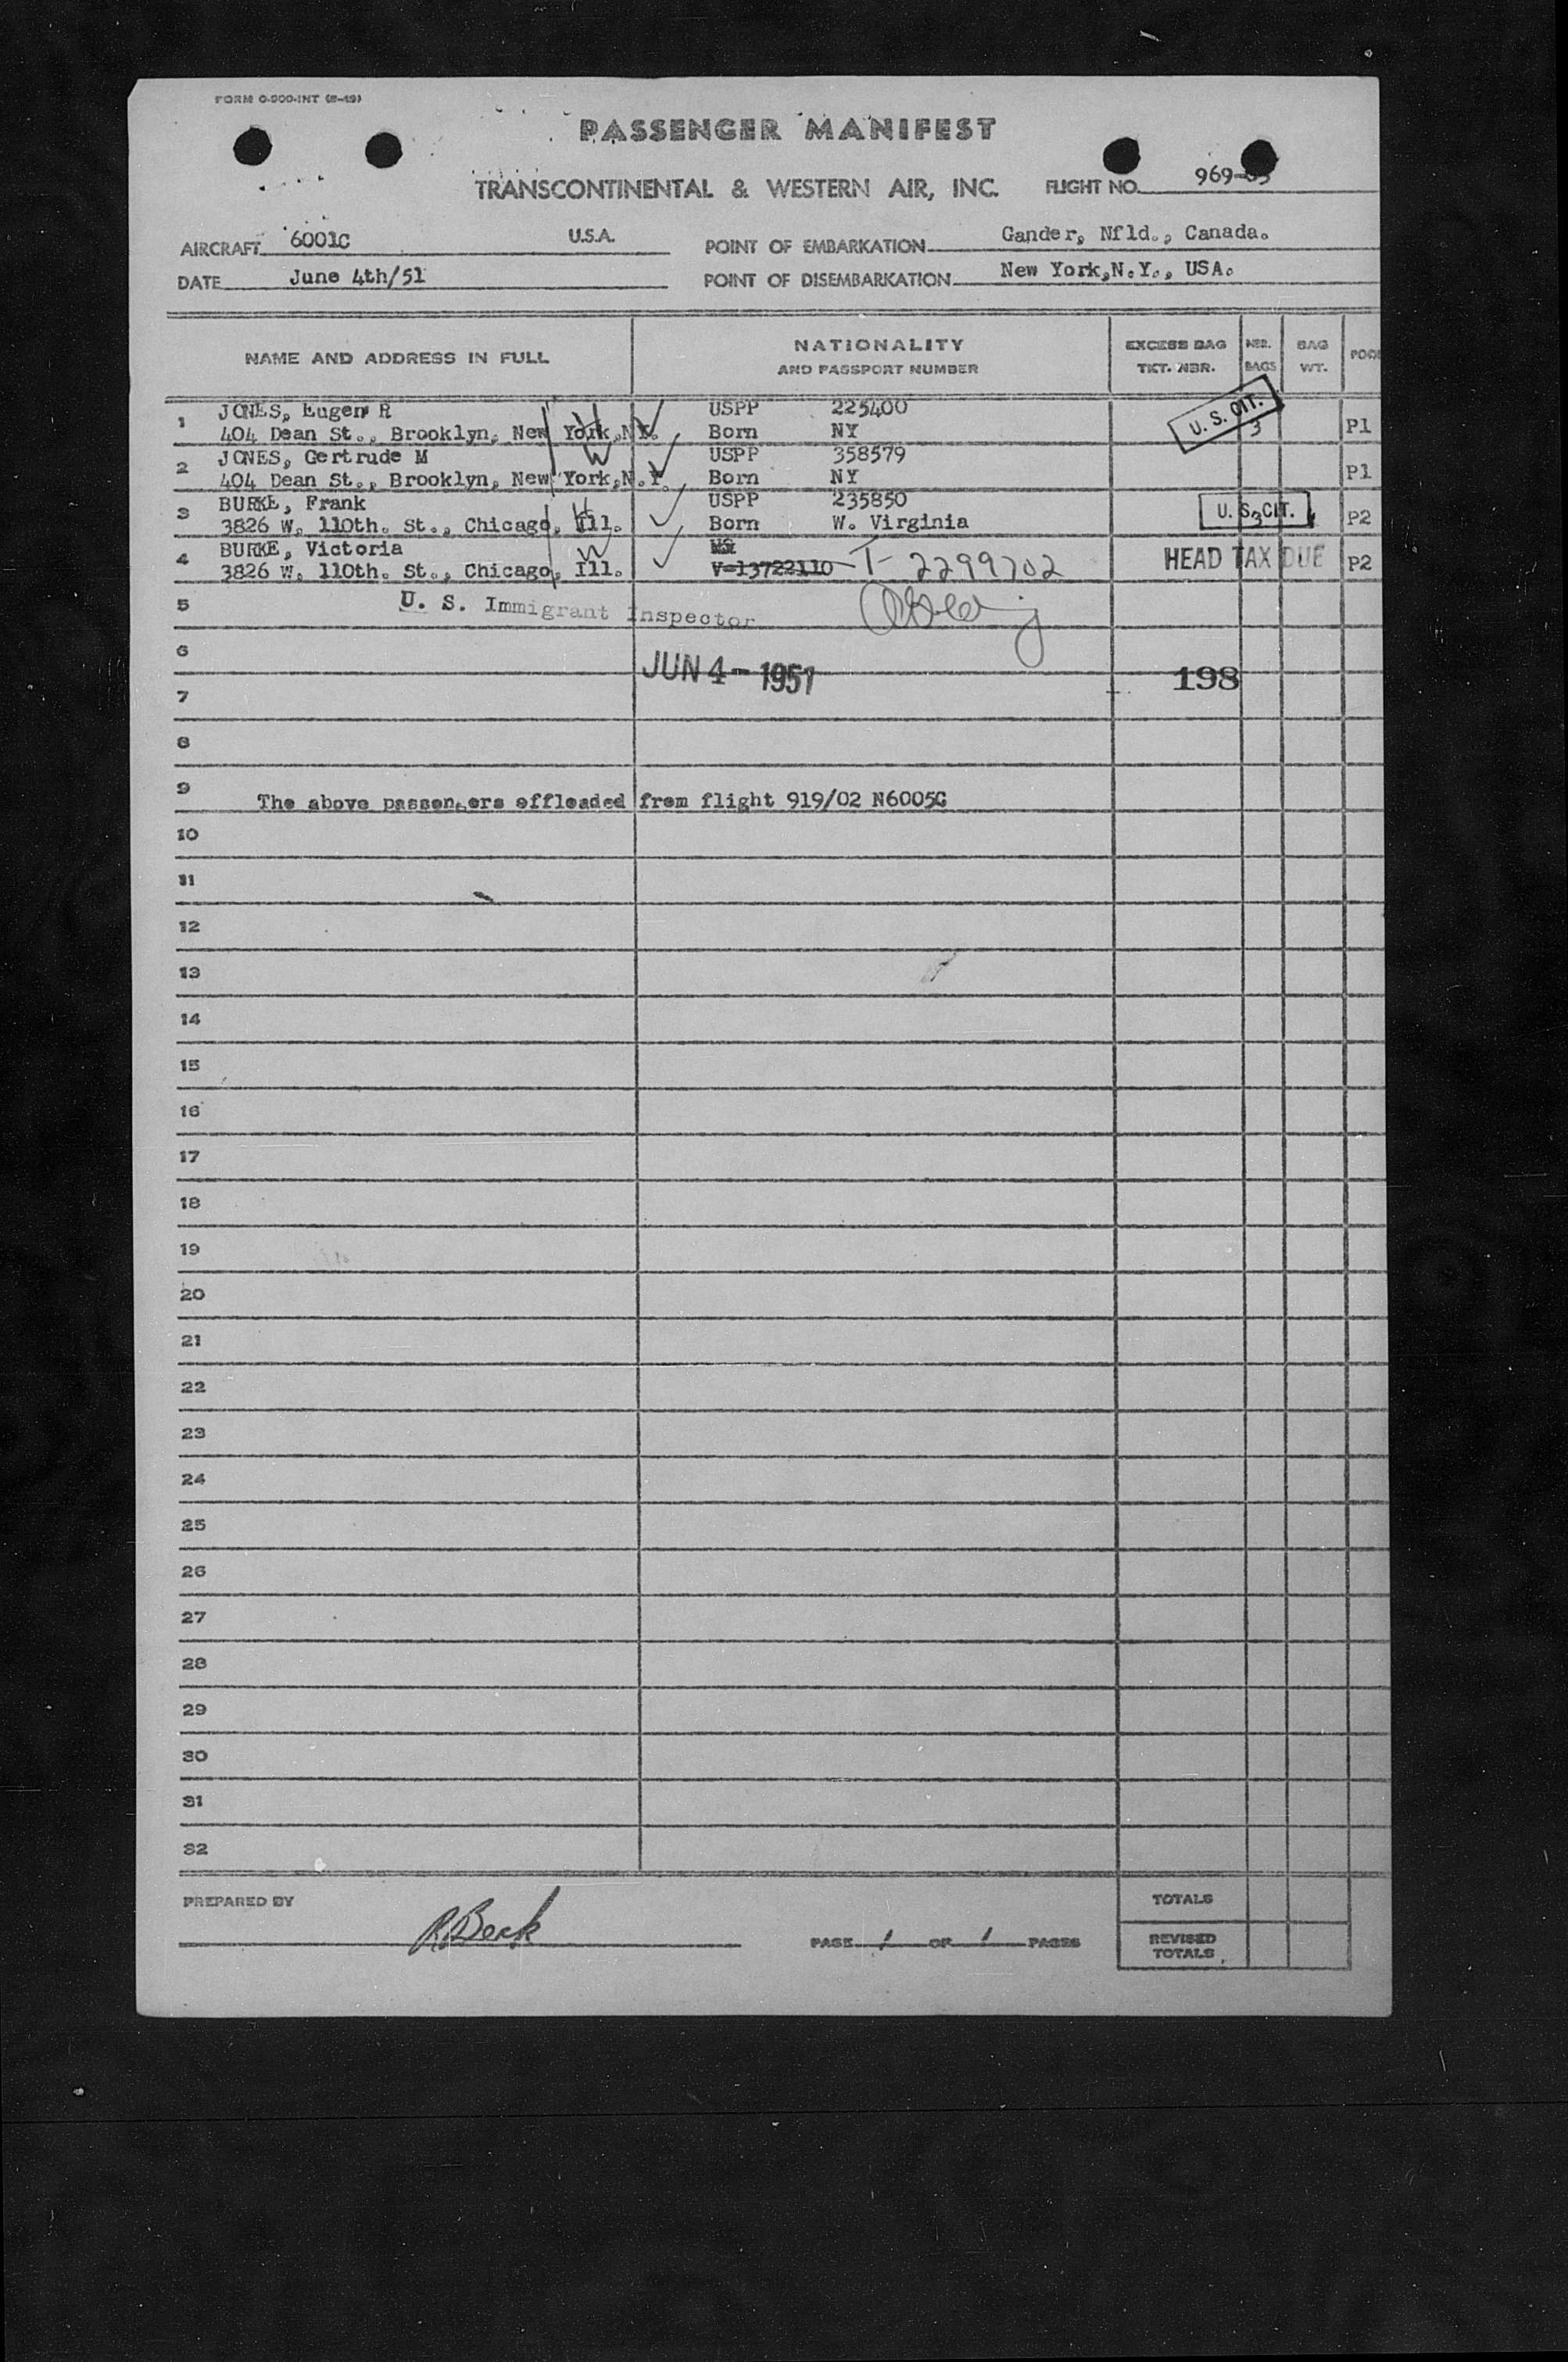 FORM O-900-INT (8-49)
PASSENGER MANIFEST
TRANSCONTINENTAL & WESTERN AIR, INC. FLIGHT NO. 969-
AIRCRAFT 6001C U.S.A. POINT OF EMBARKATION Gander, Nfld., Canada.
DATE June 4th/51 POINT OF DISEMBARKATION New York,N.Y., USA.
NAME AND ADDRESS IN FULL NATIONALITY AND PASSPORT NUMBER EXCESS BAG TKT. NBR. NBR. BAGS BAG WT.
1 JONES, Eugene R USPP 225400 U. S. CIT.
404 Dean St., Brooklyn, New York,N.Y. Born NY 3 P1
2 JONES, Gertrude M USPP 358579
404 Dean St., Brooklyn, New York,N.Y. Born NY P1
3 BURKE, Frank USPP 235850
3826 W. 110th. St., Chicago, Ill. Born W. Virginia U. S. CIT. 3 P2
4 BURKE, Victoria
3826 W. 110th. St., Chicago, Ill. V-13722110 T-2299702 HEAD TAX DUE P2
5 U. S. Immigrant Inspector
6
JUN 4 - 1951 198
7
8
9
The above passengers offloaded from flight 919/02 N6005C
10
11
12
13
14
15
16
17
18
19
20
21
22
23
24
25
26
27
28
29
30
31
32
PREPARED BY R. Beck PAGE 1 OF 1 PAGES TOTALS
REVISED TOTALS